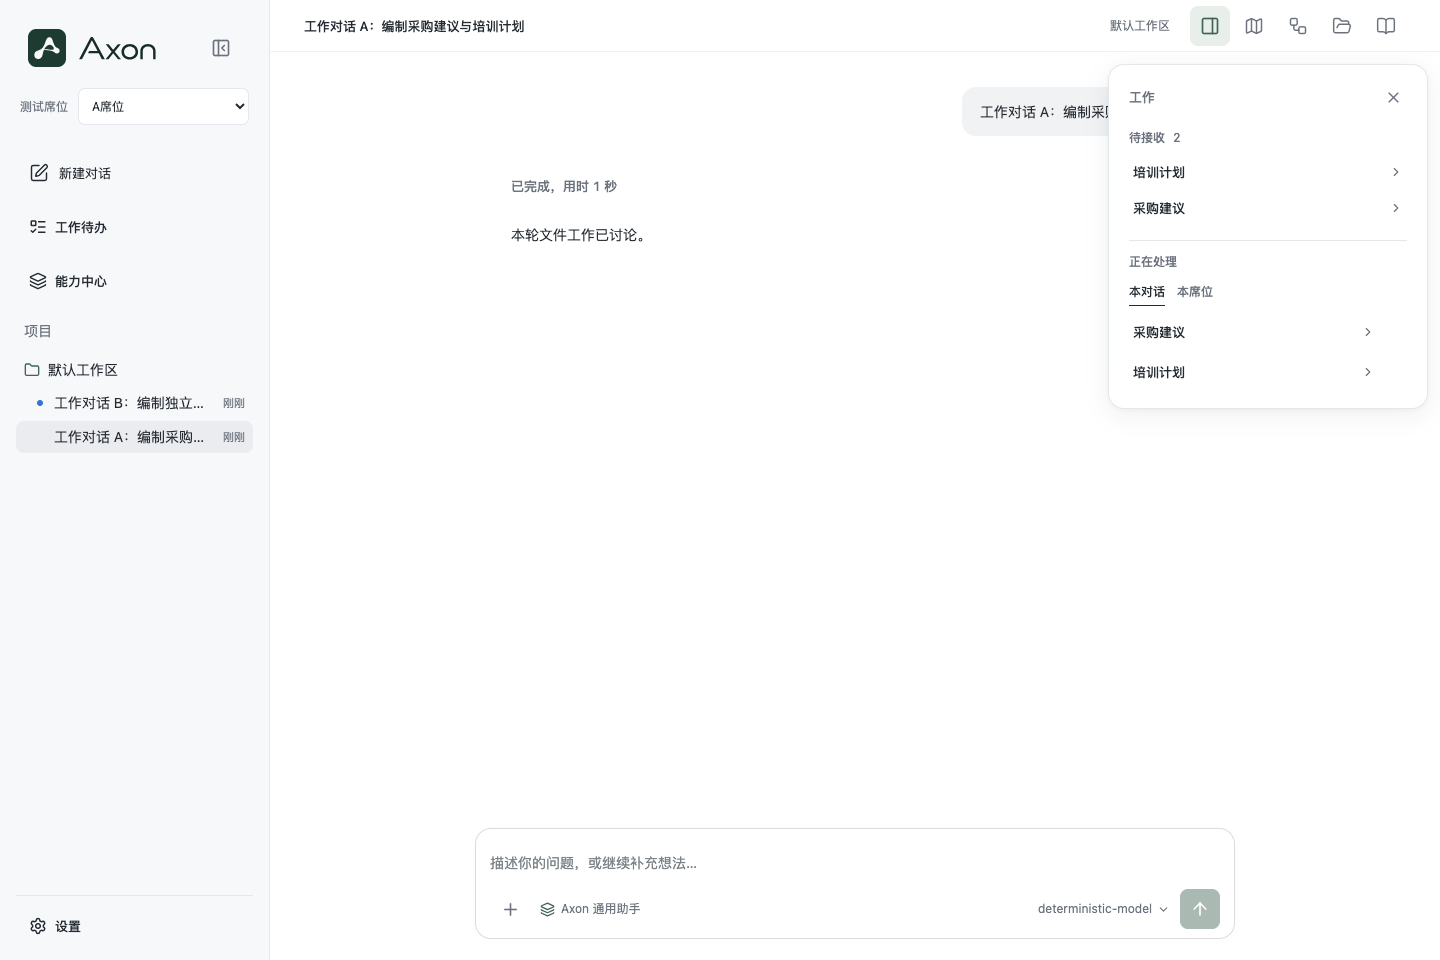 Axon
测试席位
A席位
新建对话
工作待办
能力中心
项目
默认工作区
工作对话 B：编制独立... 刚刚
工作对话 A：编制采购... 刚刚
设置
工作对话 A：编制采购建议与培训计划
默认工作区
工作对话 A：编制采
已完成，用时 1 秒
本轮文件工作已讨论。
工作
待接收 2
培训计划
采购建议
正在处理
本对话 本席位
采购建议
培训计划
描述你的问题，或继续补充想法...
Axon 通用助手
deterministic-model